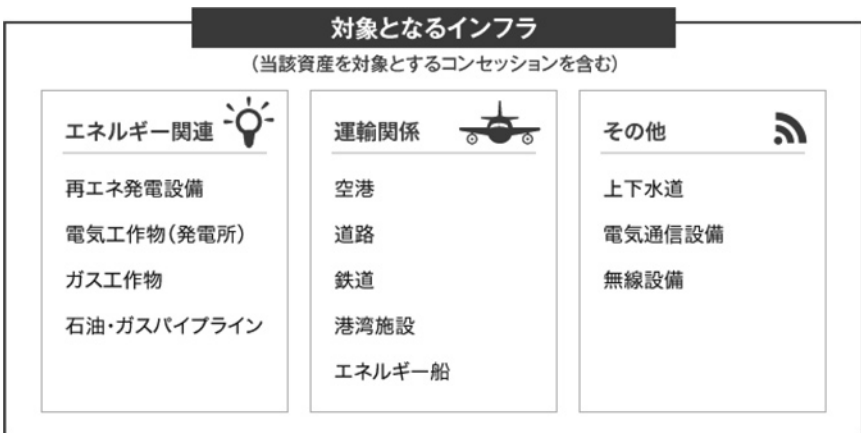 対象となるインフラ
(当該資産を対象とするコンセッションを含む)
エネルギー関連
再エネ発電設備
電気工作物(発電所)
ガス工作物
石油・ガスパイプライン
運輸関係
空港
道路
鉄道
港湾施設
エネルギー船
その他
上下水道
電気通信設備
無線設備